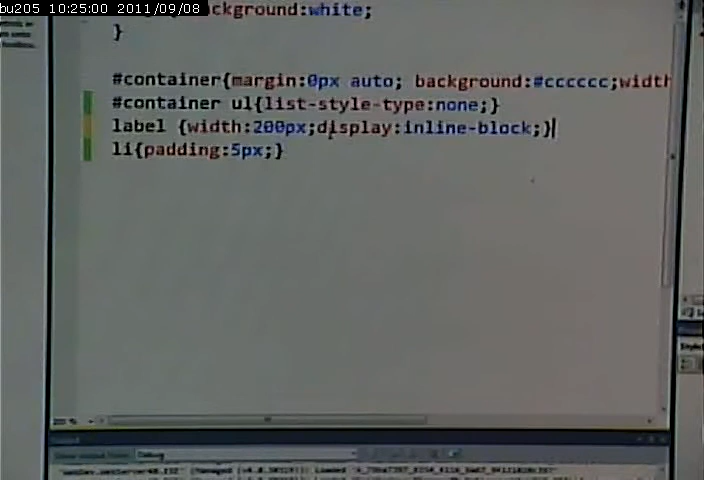 bu205 10:25:00 2011/09/08
ckground:white;
}
#container{margin:0px auto; background:#cccccc;width
#container ul{list-style-type:none;}
label {width:200px;display:inline-block;}
li{padding:5px;}
Debug